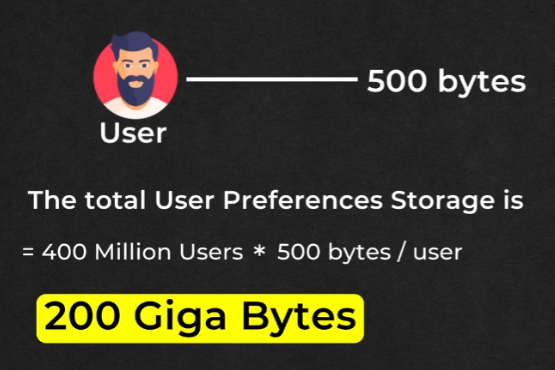 500 bytes
User
The total User Preferences Storage is
= 400 Million Users * 500 bytes / user
200 Giga Bytes